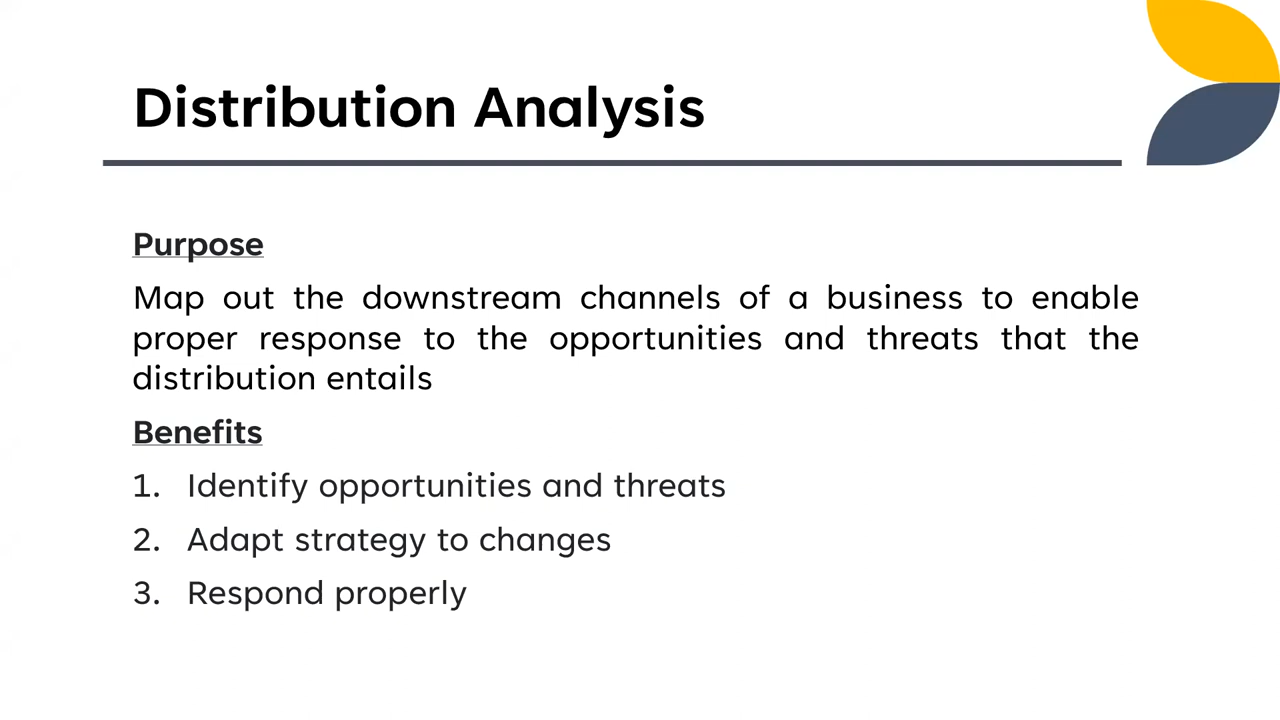 Distribution Analysis
Purpose
Map out the downstream channels of a business to enable
proper response to the opportunities and threats that the
distribution entails
Benefits
1. Identify opportunities and threats
2. Adapt strategy to changes
3. Respond properly